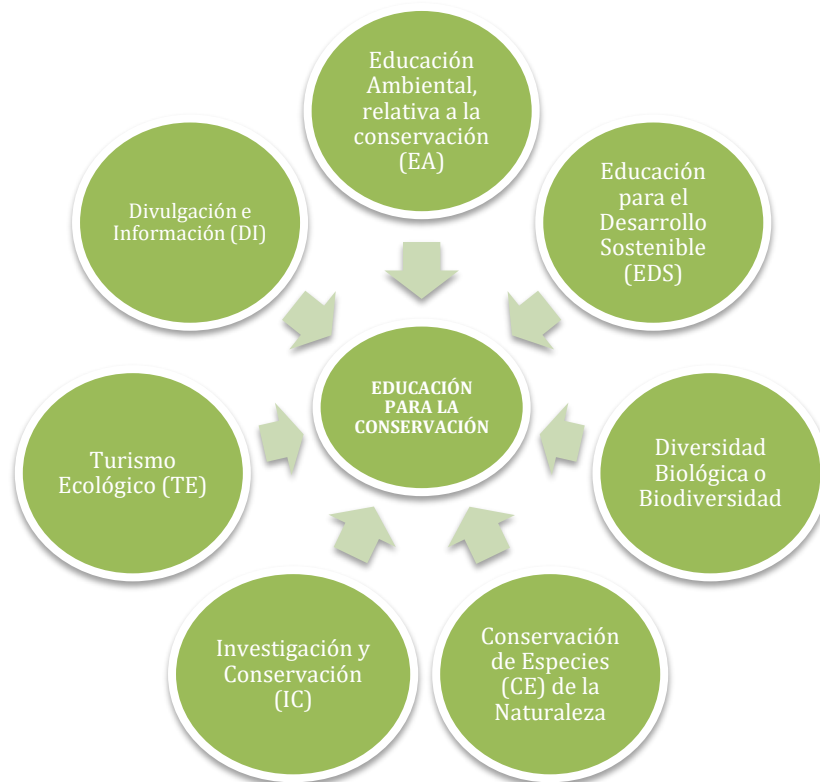 Educación
Ambiental,
relativa a la
conservación
(EA)
Educación
para el
Desarrollo
Sostenible
(EDS)
Diversidad
Biológica o
Biodiversidad
Conservación
de Especies
(CE) de la
Naturaleza
Investigación y
Conservación
(IC)
Turismo
Ecológico (TE)
Divulgación e
Información (DI)
EDUCACIÓN
PARA LA
CONSERVACIÓN